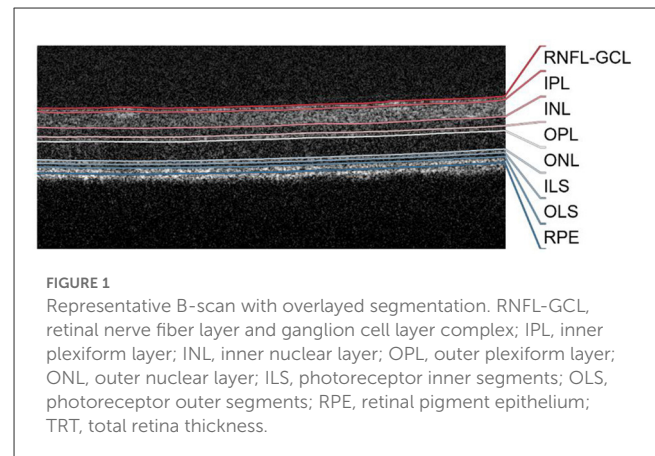 RNFL-GCL
IPL
INL
OPL
ONL
ILS
OLS
RPE
FIGURE 1
Representative B-scan with overlayed segmentation. RNFL-GCL,
retinal nerve fiber layer and ganglion cell layer complex; IPL, inner
plexiform layer; INL, inner nuclear layer; OPL, outer plexiform layer;
ONL, outer nuclear layer; ILS, photoreceptor inner segments; OLS,
photoreceptor outer segments; RPE, retinal pigment epithelium;
TRT, total retina thickness.